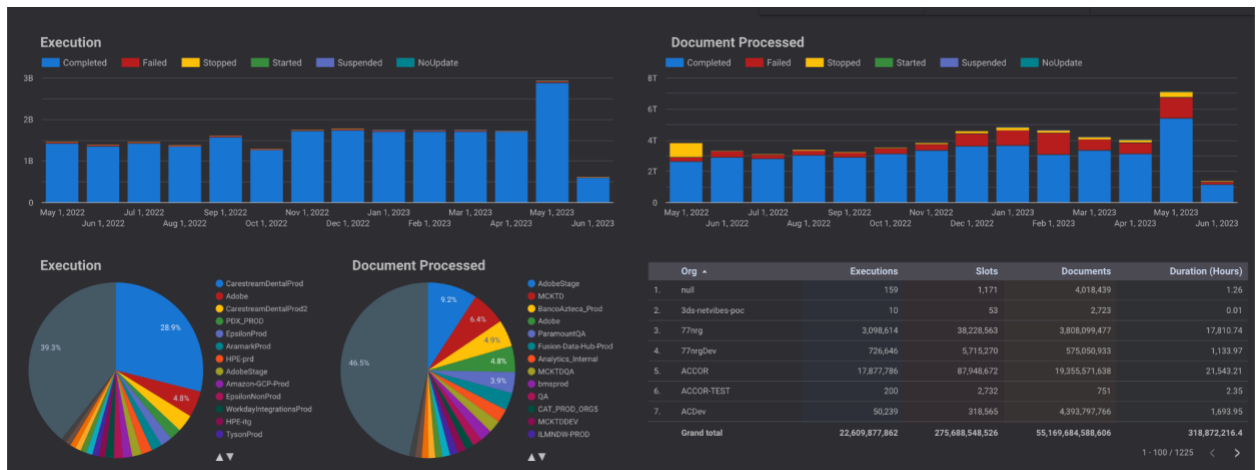 Execution
Completed Failed Stopped Started Suspended NoUpdate
3B
2B
1B
0
May 1, 2022 Jul 1, 2022 Sep 1, 2022 Nov 1, 2022 Jan 1, 2023 Mar 1, 2023 May 1, 2023
Jun 1, 2022 Aug 1, 2022 Oct 1, 2022 Dec 1, 2022 Feb 1, 2023 Apr 1, 2023 Jun 1, 2023
Document Processed
Completed Failed Stopped Started Suspended NoUpdate
8T
6T
4T
2T
0
May 1, 2022 Jul 1, 2022 Sep 1, 2022 Nov 1, 2022 Jan 1, 2023 Mar 1, 2023 May 1, 2023
Jun 1, 2022 Aug 1, 2022 Oct 1, 2022 Dec 1, 2022 Feb 1, 2023 Apr 1, 2023 Jun 1, 2023
Execution
28.9%
4.8%
39.3%
CarestreamDentalProd
Adobe
CarestreamDentalProd2
PDX_PROD
EpsilonProd
AramarkProd
HPE-prd
AdobeStage
Amazon-GCP-Prod
EpsilonNonProd
WorkdayIntegrationsProd
HPE-itg
TysonProd
Document Processed
9.2%
6.4%
4.9%
4.8%
3.9%
46.5%
AdobeStage
MCKTD
BancoAzteca_Prod
Adobe
ParamountQA
Fusion-Data-Hub-Prod
Analytics_Internal
MCKTDQA
bmsprod
QA
CAT_PROD_ORG5
MCKTDDEV
ILMNDW-PROD
Org Executions Slots Documents Duration (Hours)
1. null 159 1,171 4,018,439 1.26
2. 3ds-netvibes-poc 10 53 2,723 0.01
3. 77nrg 3,098,614 38,228,563 3,808,099,477 17,810.74
4. 77nrgDev 726,646 5,715,270 575,050,933 1,133.97
5. ACCOR 17,877,786 87,948,672 19,355,571,638 21,543.21
6. ACCOR-TEST 200 2,732 751 2.35
7. ACDev 50,239 318,565 4,393,797,766 1,693.95
Grand total 22,609,877,862 275,688,548,526 55,169,684,588,606 318,872,216.4
1 - 100 / 1225